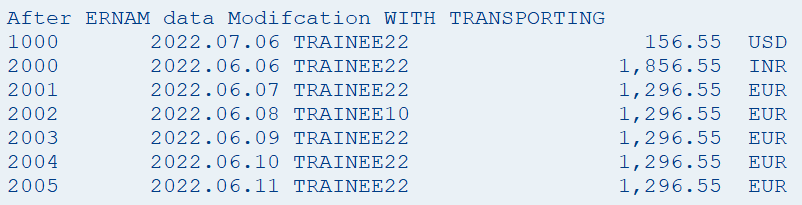 After ERNAM data Modifcation WITH TRANSPORTING
1000 2022.07.06 TRAINEE22 156.55 USD
2000 2022.06.06 TRAINEE22 1,856.55 INR
2001 2022.06.07 TRAINEE22 1,296.55 EUR
2002 2022.06.08 TRAINEE10 1,296.55 EUR
2003 2022.06.09 TRAINEE22 1,296.55 EUR
2004 2022.06.10 TRAINEE22 1,296.55 EUR
2005 2022.06.11 TRAINEE22 1,296.55 EUR